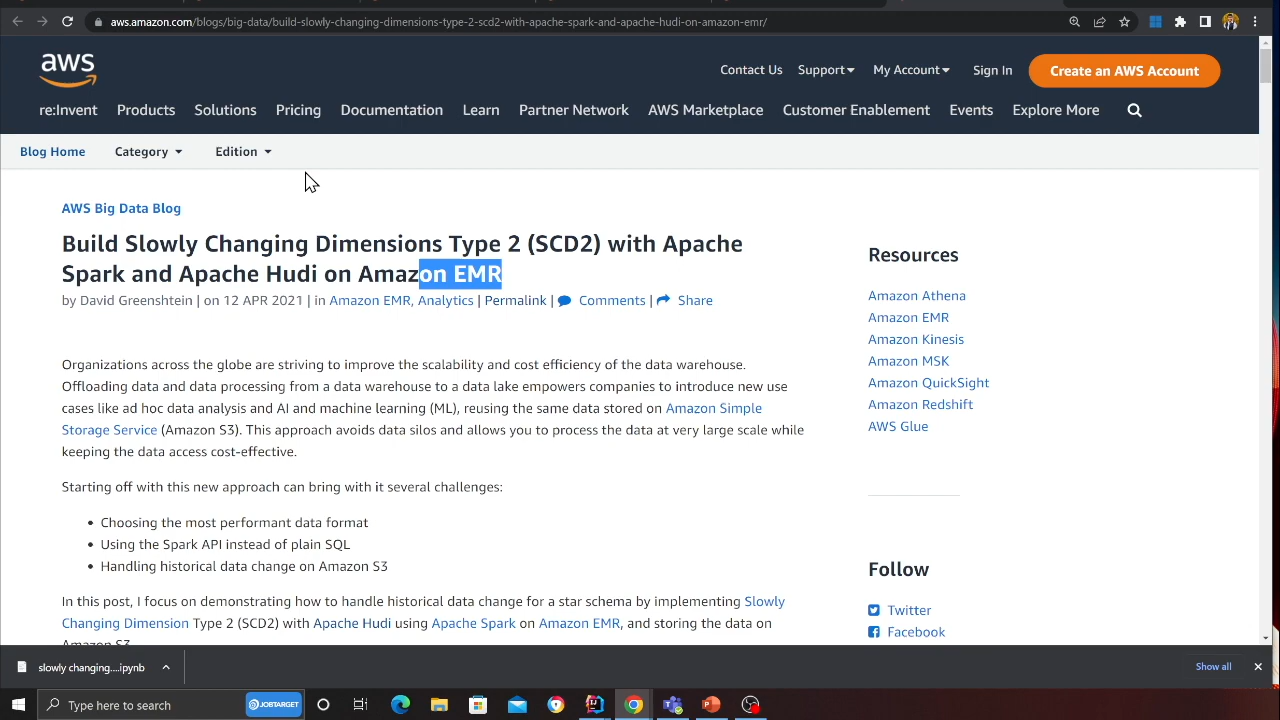 aws.amazon.com/blogs/big-data/build-slowly-changing-dimensions-type-2-scd2-with-apache-spark-and-apache-hudi-on-amazon-emr/
aws
Contact Us Support My Account Sign In Create an AWS Account
re:Invent Products Solutions Pricing Documentation Learn Partner Network AWS Marketplace Customer Enablement Events Explore More
Blog Home Category Edition
AWS Big Data Blog
Build Slowly Changing Dimensions Type 2 (SCD2) with Apache
Spark and Apache Hudi on Amazon EMR
by David Greenshtein | on 12 APR 2021 | in Amazon EMR, Analytics | Permalink | Comments | Share
Organizations across the globe are striving to improve the scalability and cost efficiency of the data warehouse.
Offloading data and data processing from a data warehouse to a data lake empowers companies to introduce new use
cases like ad hoc data analysis and AI and machine learning (ML), reusing the same data stored on Amazon Simple
Storage Service (Amazon S3). This approach avoids data silos and allows you to process the data at very large scale while
keeping the data access cost-effective.
Starting off with this new approach can bring with it several challenges:
• Choosing the most performant data format
• Using the Spark API instead of plain SQL
• Handling historical data change on Amazon S3
In this post, I focus on demonstrating how to handle historical data change for a star schema by implementing Slowly
Changing Dimension Type 2 (SCD2) with Apache Hudi using Apache Spark on Amazon EMR, and storing the data on
Amazon S3.
Resources
Amazon Athena
Amazon EMR
Amazon Kinesis
Amazon MSK
Amazon QuickSight
Amazon Redshift
AWS Glue
Follow
Twitter
Facebook
slowly changing....ipynb
Show all
Type here to search
JOBTARGET